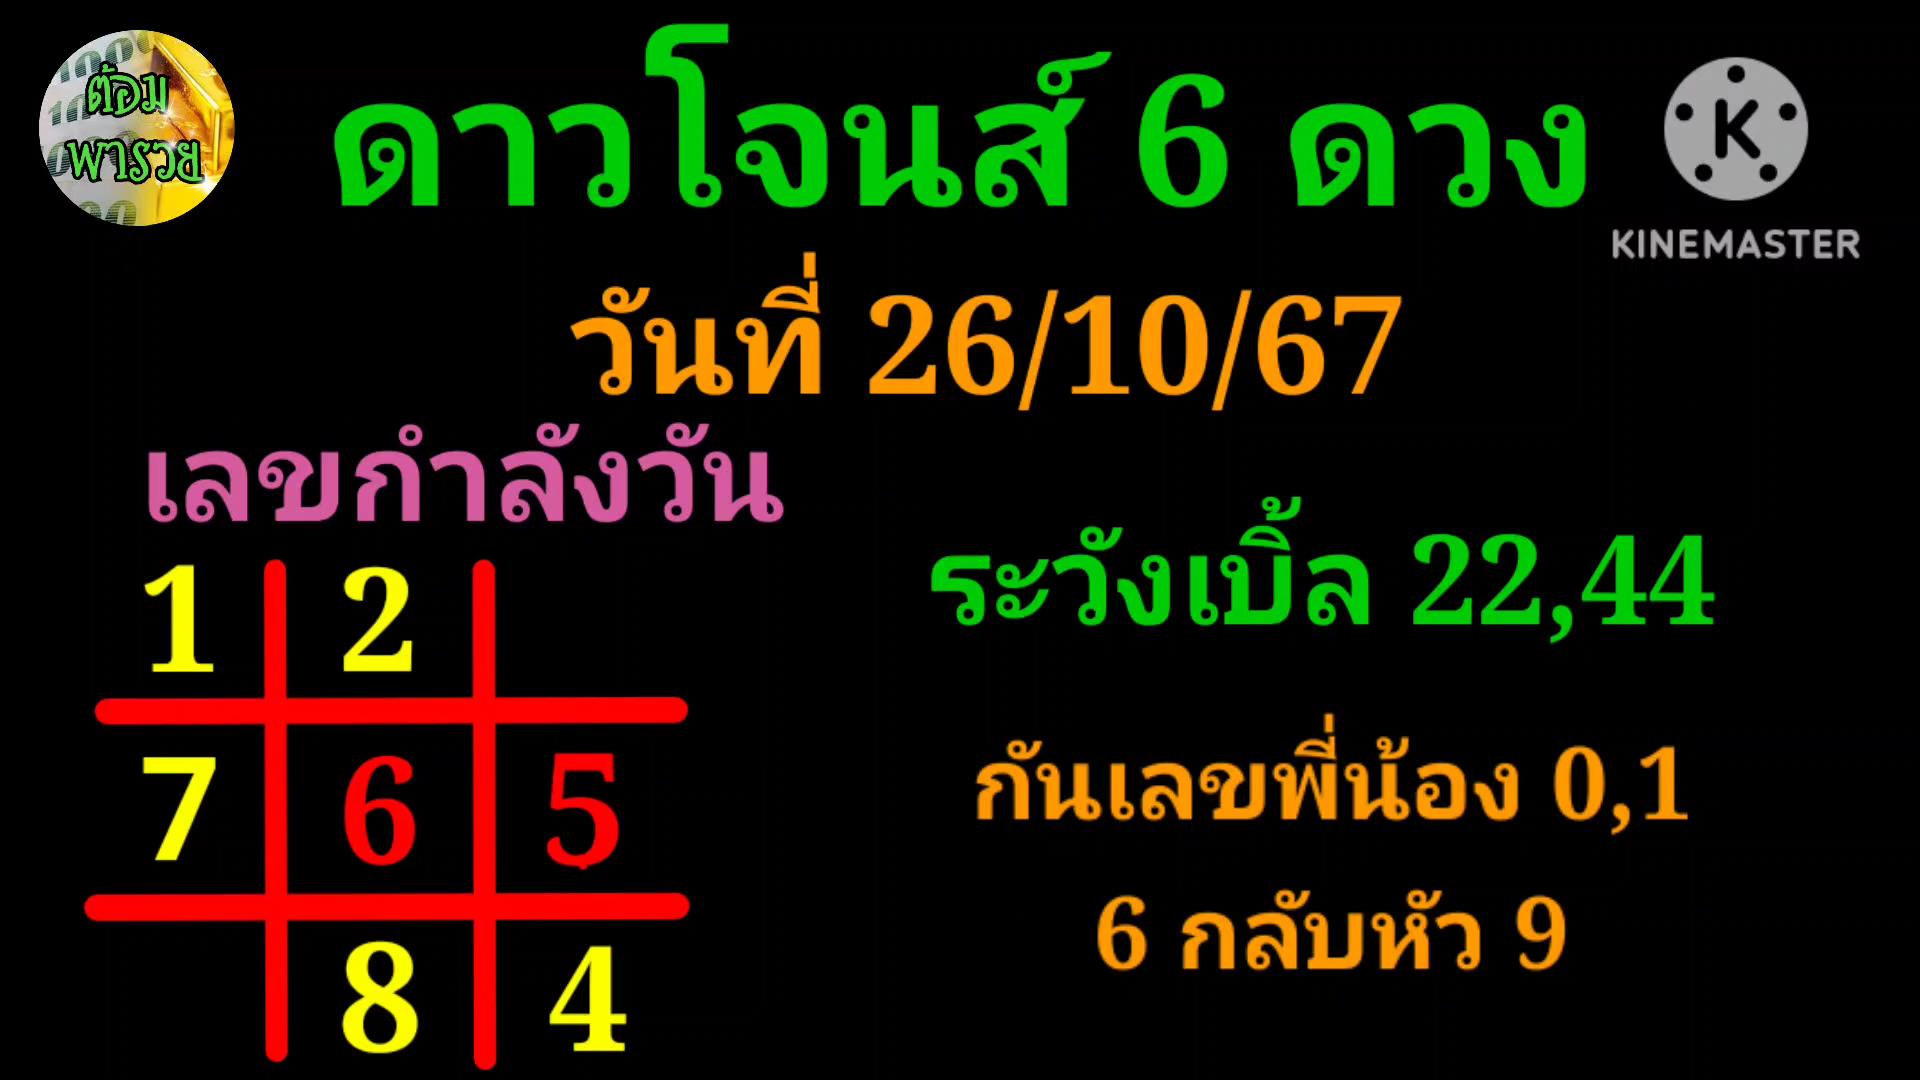 ต้อม
พารวย
ดาวโจนส์ 6 ดวง
K
KINEMASTER
วันที่ 26/10/67
เลขกำลังวัน
1 2
7 6 5
8 4
ระวังเบิ้ล 22,44
กันเลขพี่น้อง 0,1
6 กลับหัว 9